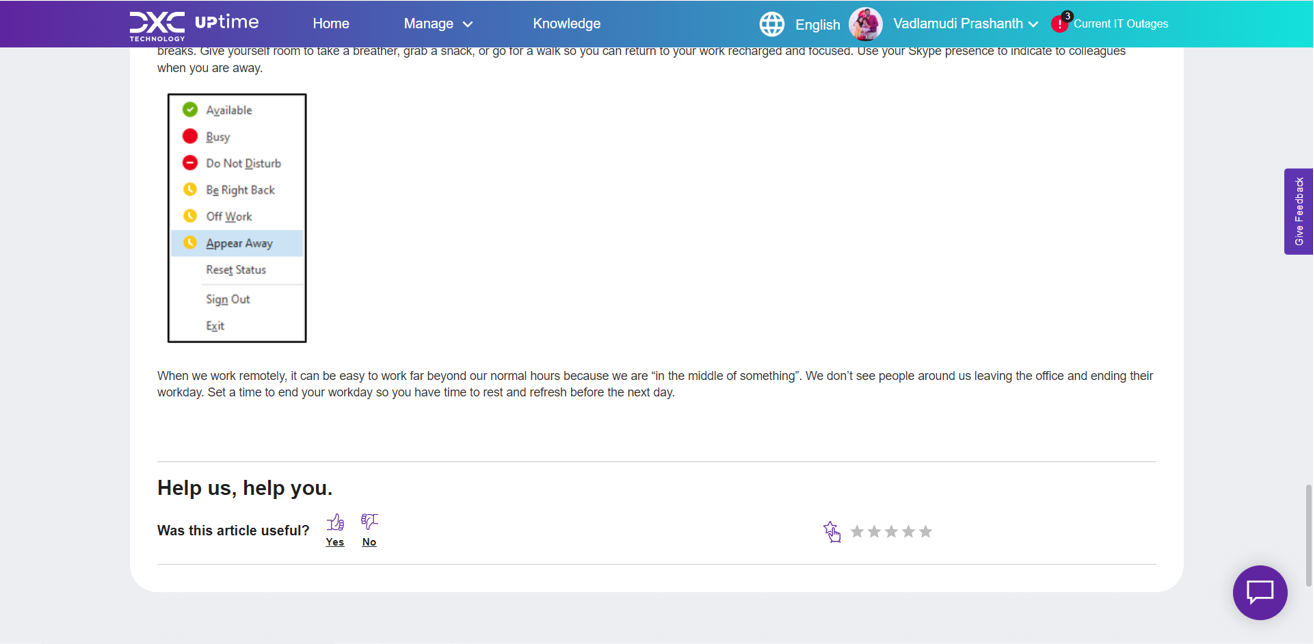 DXC TECHNOLOGY UPtime Home Manage Knowledge English Vadlamudi Prashanth 3 Current IT Outages
breaks. Give yourself room to take a breather, grab a snack, or go for a walk so you can return to your work recharged and focused. Use your Skype presence to indicate to colleagues
when you are away.
Available
Busy
Do Not Disturb
Be Right Back
Off Work
Appear Away
Reset Status
Sign Out
Exit
Give Feedback
When we work remotely, it can be easy to work far beyond our normal hours because we are “in the middle of something”. We don’t see people around us leaving the office and ending their
workday. Set a time to end your workday so you have time to rest and refresh before the next day.
Help us, help you.
Was this article useful?
Yes No